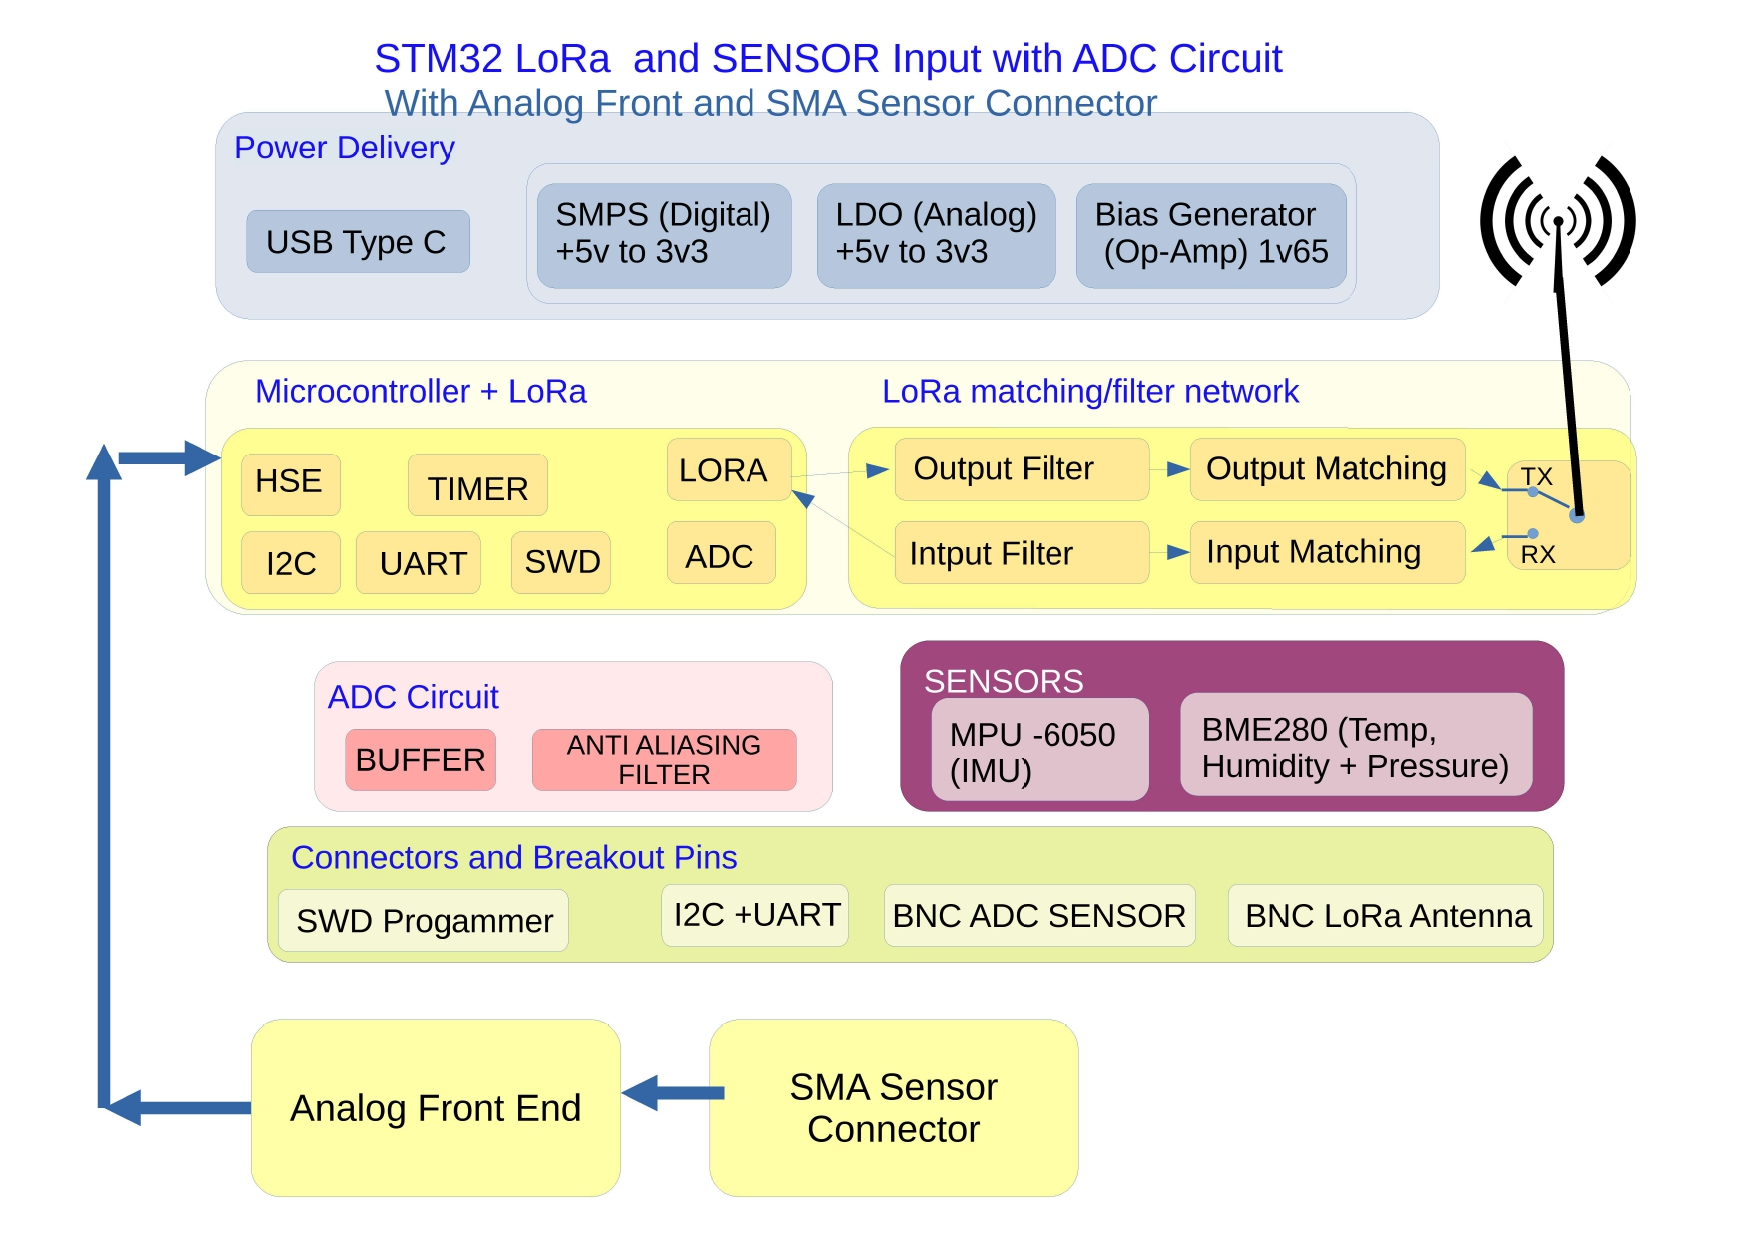 STM32 LoRa  and SENSOR Input with ADC Circuit
With Analog Front and SMA Sensor Connector
Power Delivery
USB Type C
SMPS (Digital)
+5v to 3v3
LDO (Analog)
+5v to 3v3
Bias Generator
(Op-Amp) 1v65
Microcontroller + LoRa
HSE
TIMER
LORA
I2C
UART
SWD
ADC
LoRa matching/filter network
Output Filter
Output Matching
TX
Intput Filter
Input Matching
RX
ADC Circuit
BUFFER
ANTI ALIASING
FILTER
SENSORS
MPU -6050
(IMU)
BME280 (Temp,
Humidity + Pressure)
Connectors and Breakout Pins
SWD Progammer
I2C +UART
BNC ADC SENSOR
BNC LoRa Antenna
Analog Front End
SMA Sensor
Connector